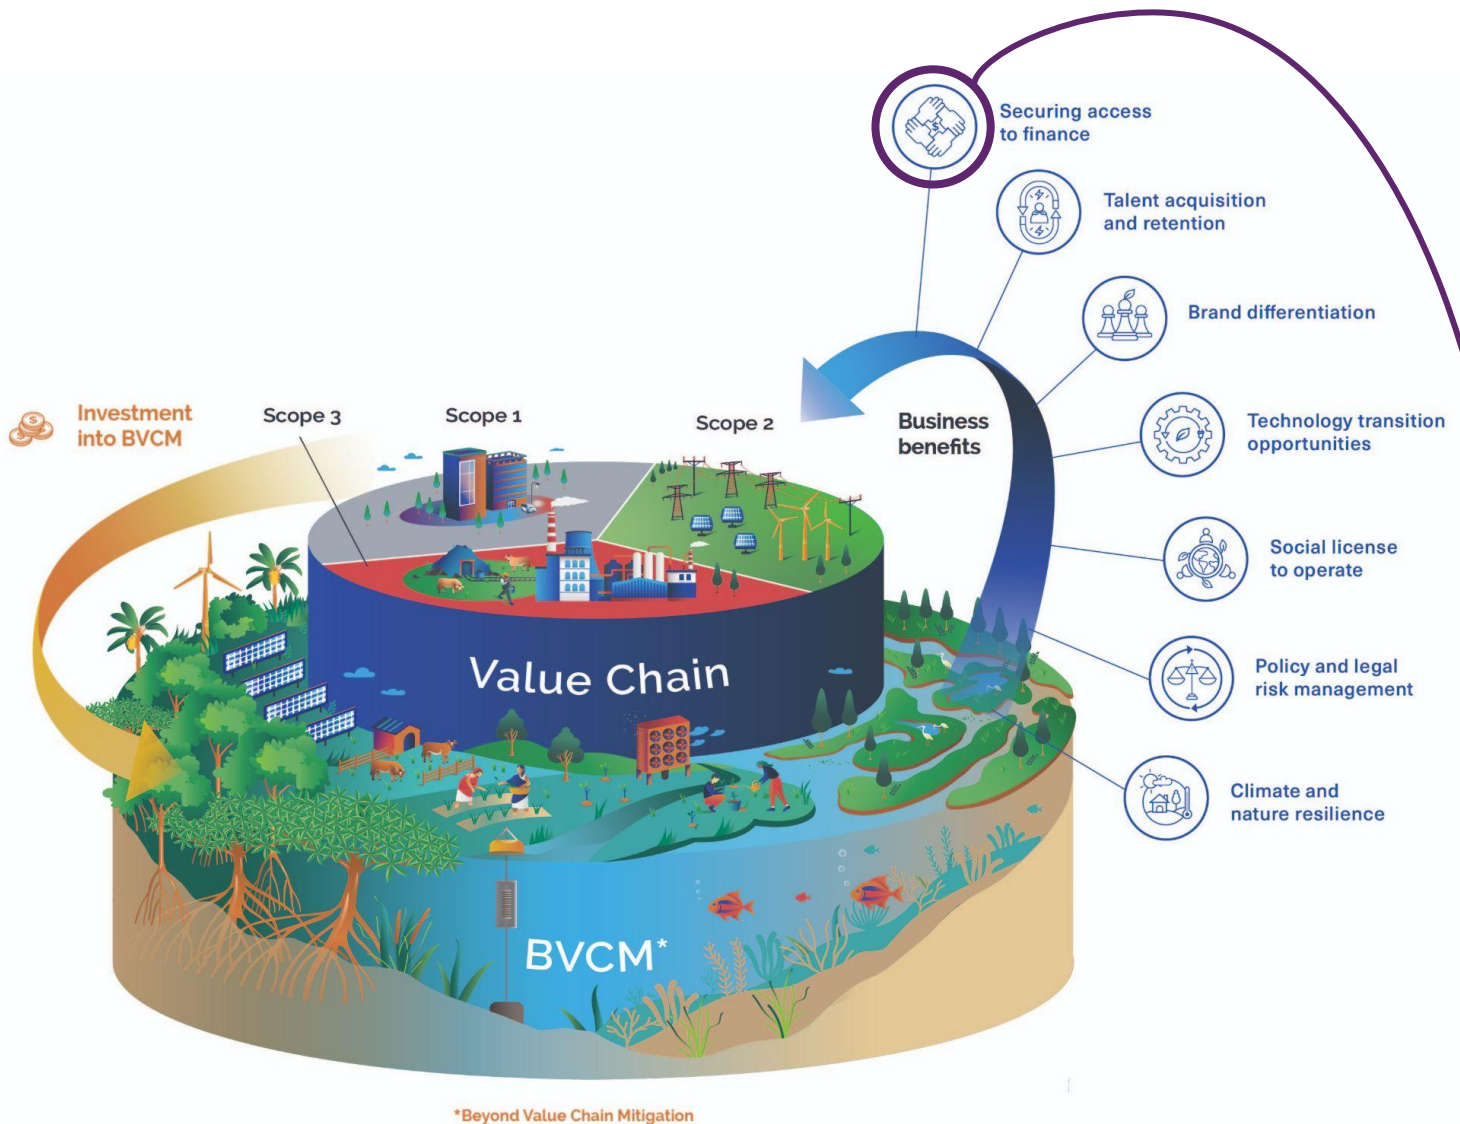 Securing access
to finance
Talent acquisition
and retention
Brand differentiation
Investment
into BVCM
Scope 3
Scope 1
Scope 2
Business
benefits
Technology transition
opportunities
Social license
to operate
Value Chain
Policy and legal
risk management
Climate and
nature resilience
BVCM*
*Beyond Value Chain Mitigation